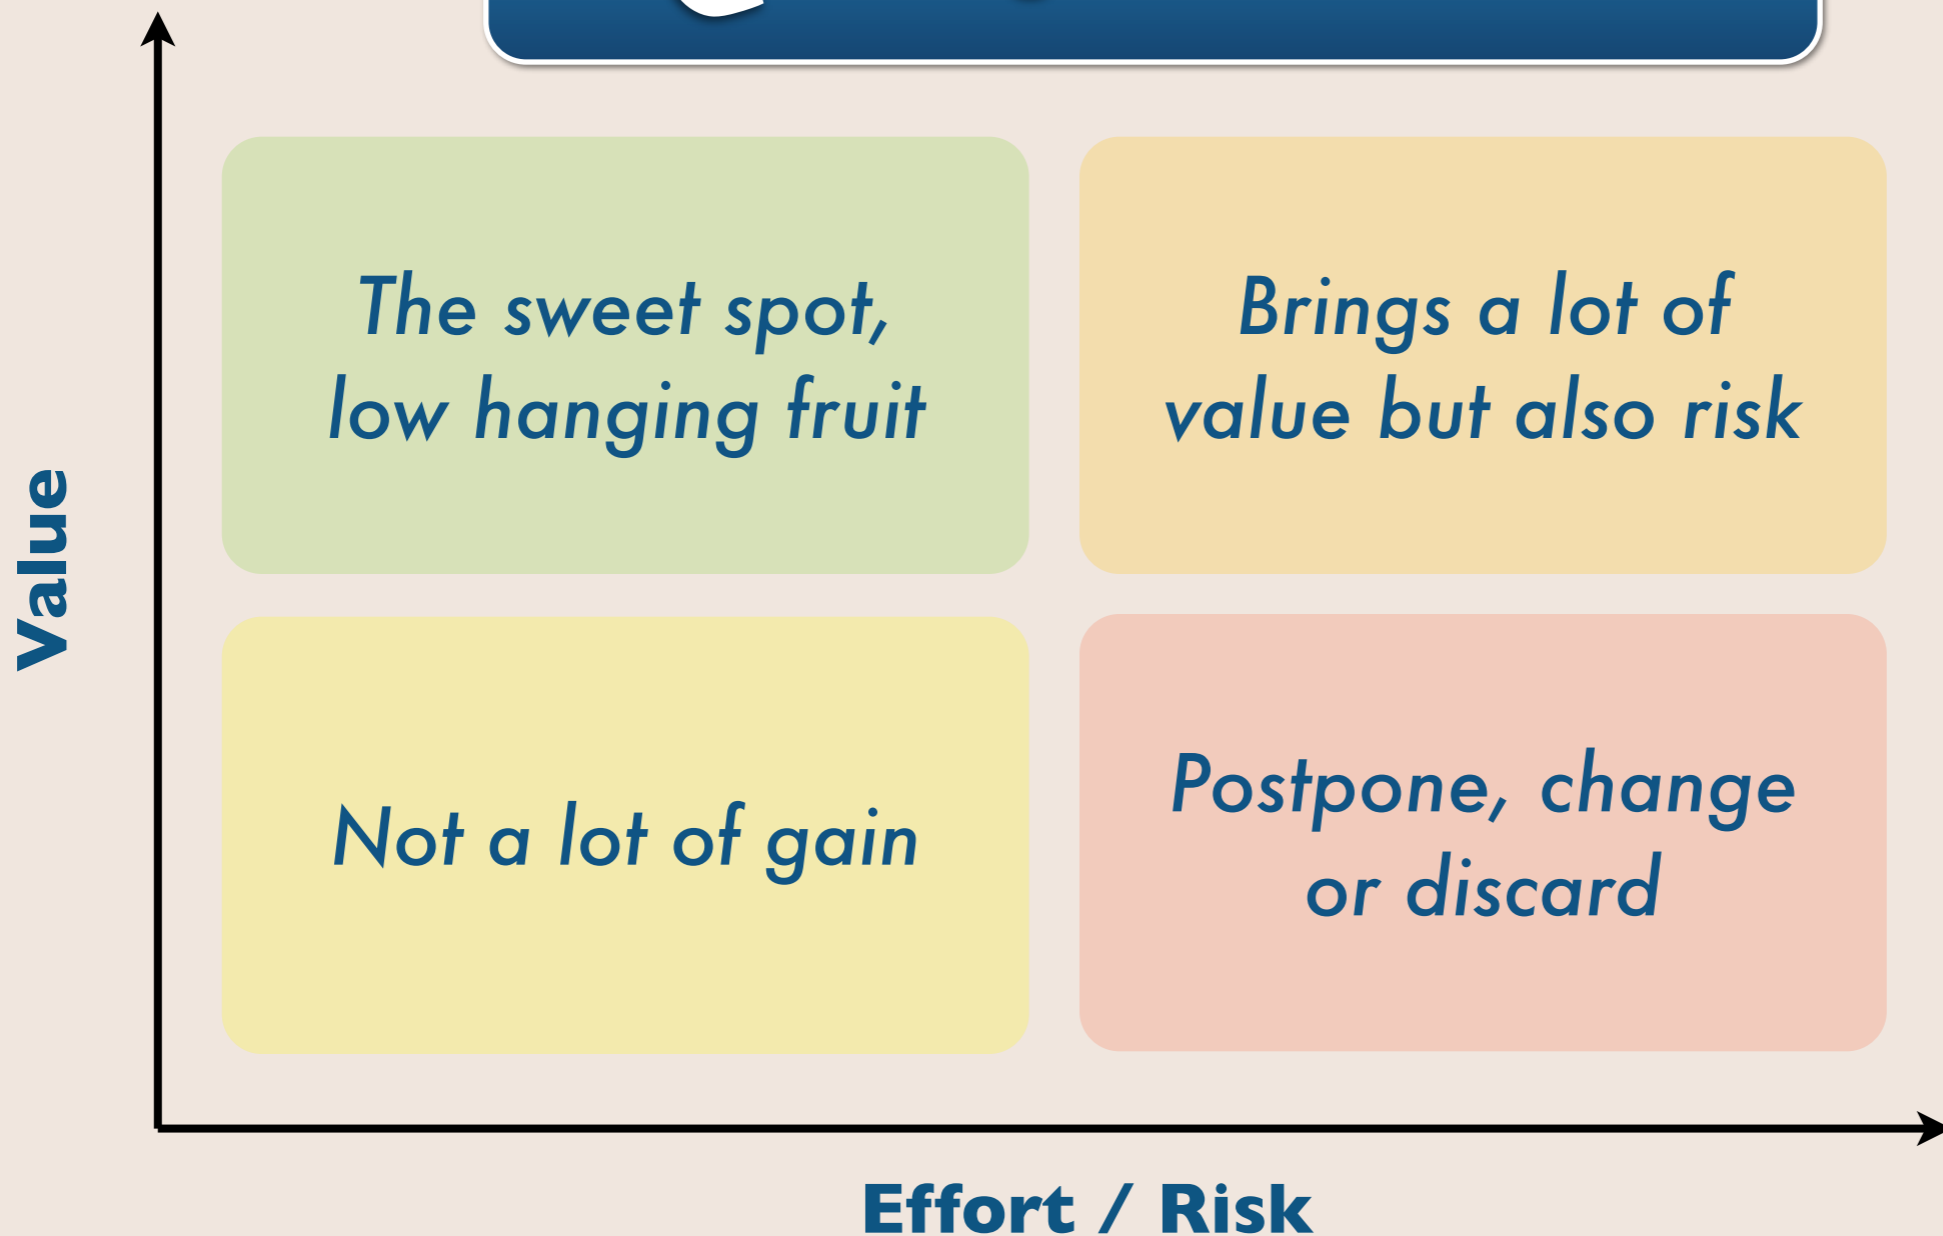 The sweet spot,
low hanging fruit
Brings a lot of
value but also risk
Value
Not a lot of gain
Postpone, change
or discard
Effort / Risk